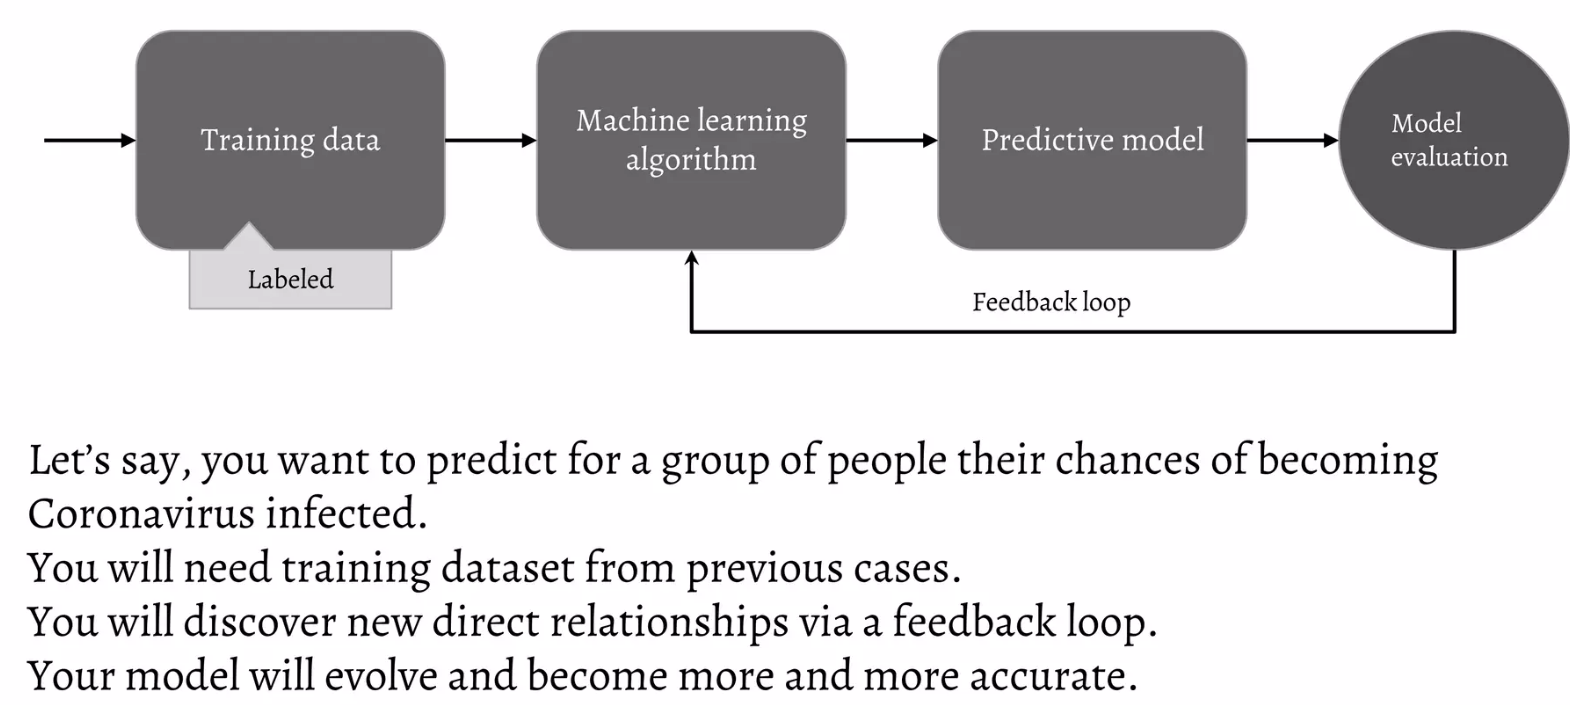 Training data
Machine learning
algorithm
Predictive model
Model
evaluation
Labeled
Feedback loop
Let's say, you want to predict for a group of people their chances of becoming
Coronavirus infected.
You will need training dataset from previous cases.
You will discover new direct relationships via a feedback loop.
Your model will evolve and become more and more accurate.